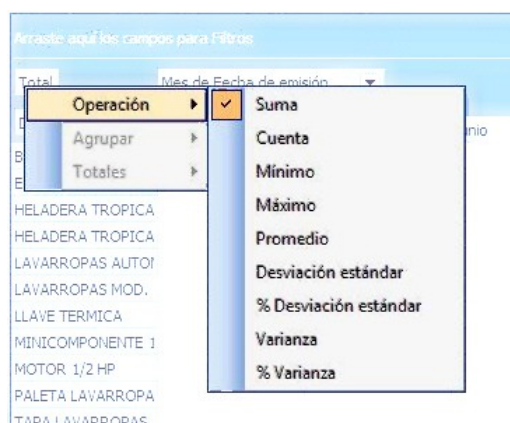 Arraste aquí los campos para Filtros
Total
Mes de Fecha de emisión
Operación
Agrupar
Totales
Suma
Cuenta
Mínimo
Máximo
Promedio
Desviación estándar
% Desviación estándar
Varianza
% Varianza
unio
HELADERA TROPICA
HELADERA TROPICA
LAVARROPAS AUTOM
LAVARROPAS MOD.
LLAVE TERMICA
MINICOMPONENTE 1
MOTOR 1/2 HP
PALETA LAVARROPA
TAPA LAVARROPAS